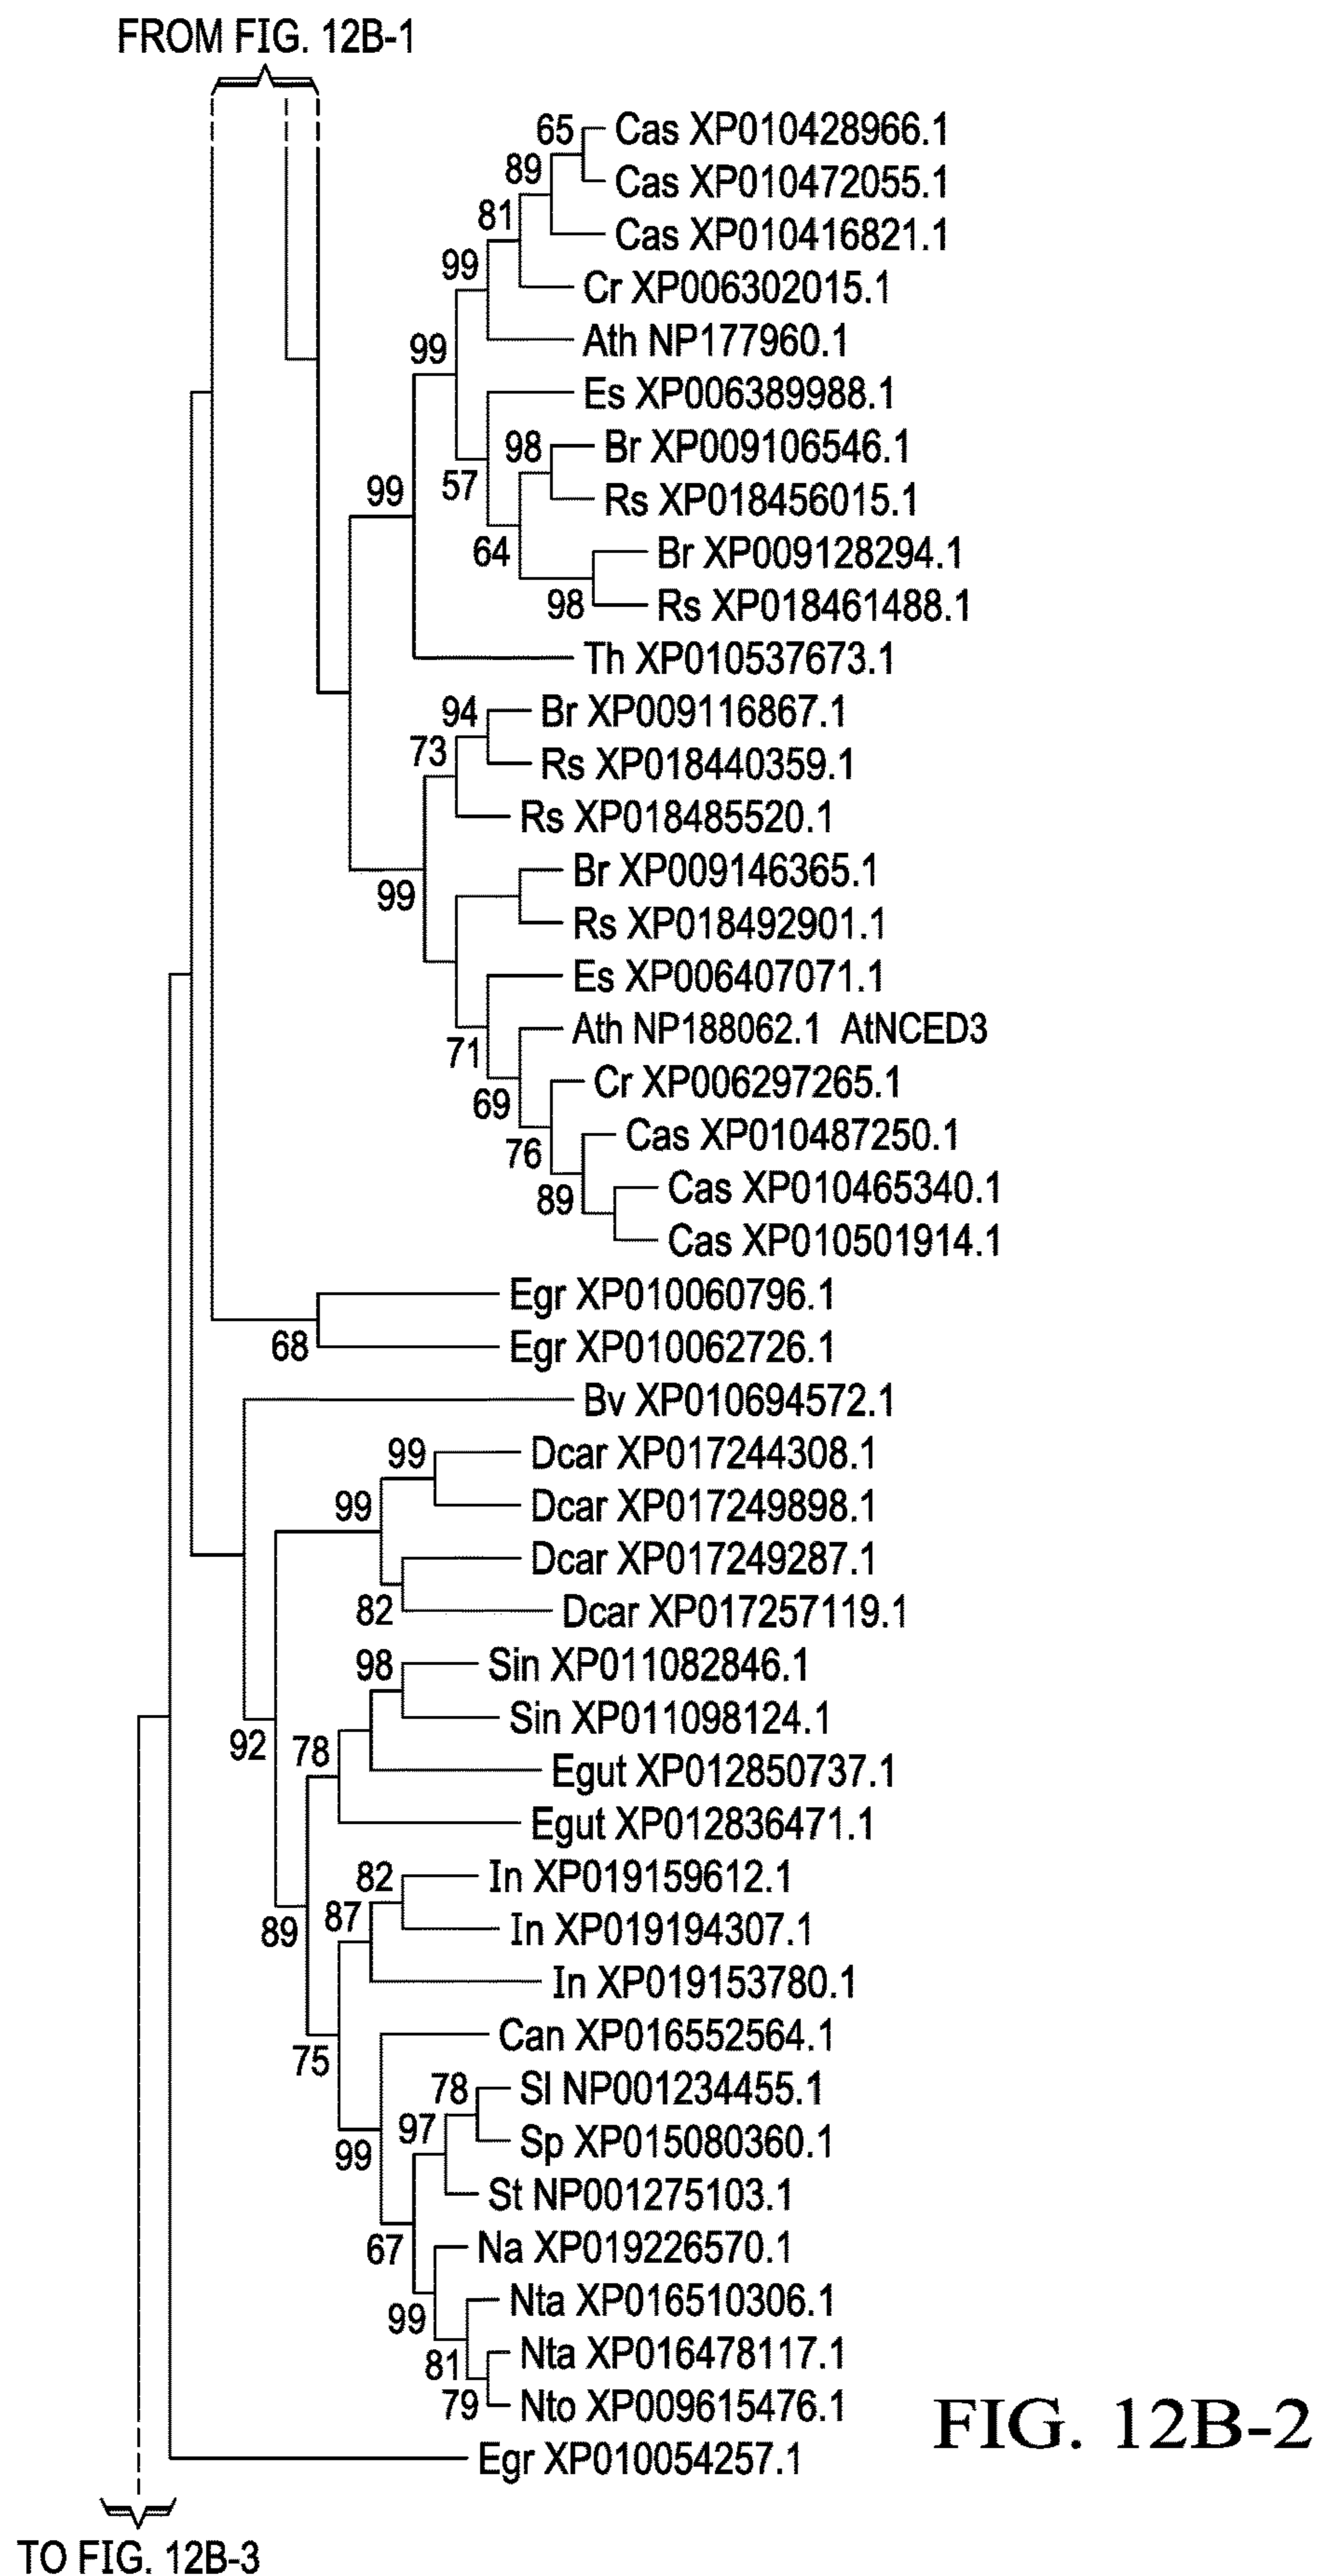 FROM FIG. 12B-1
65
Cas XP010428966.1
89
Cas XP010472055.1
81
Cas XP010416821.1
99
Cr XP006302015.1
99
Ath NP177960.1
Es XP006389988.1
98
Br XP009106546.1
99
57
Rs XP018456015.1
64
Br XP009128294.1
98
Rs XP018461488.1
Th XP010537673.1
94
Br XP009116867.1
73
Rs XP018440359.1
Rs XP018485520.1
99
Br XP009146365.1
Rs XP018492901.1
Es XP006407071.1
71
Ath NP188062.1 AtNCED3
69
Cr XP006297265.1
76
Cas XP010487250.1
89
Cas XP010465340.1
Cas XP010501914.1
Egr XP010060796.1
68
Egr XP010062726.1
Bv XP010694572.1
99
Dcar XP017244308.1
99
Dcar XP017249898.1
Dcar XP017249287.1
82
Dcar XP017257119.1
98
Sin XP011082846.1
92
78
Sin XP011098124.1
Egut XP012850737.1
Egut XP012836471.1
82
In XP019159612.1
89
87
In XP019194307.1
In XP019153780.1
75
Can XP016552564.1
78
Sl NP001234455.1
97
99
Sp XP015080360.1
St NP001275103.1
67
Na XP019226570.1
99
Nta XP016510306.1
81
Nta XP016478117.1
79
Nto XP009615476.1
FIG. 12B-2
Egr XP010054257.1
TO FIG. 12B-3